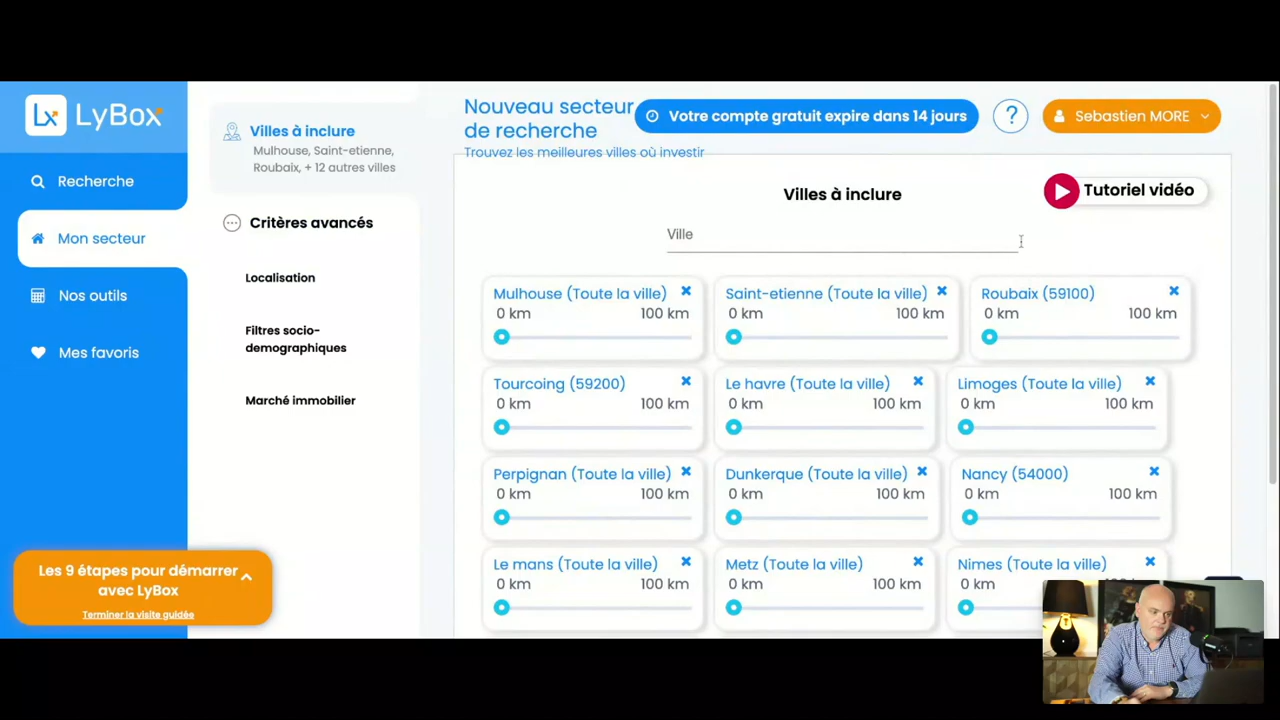 Lx LyBox
Recherche
Mon secteur
Nos outils
Mes favoris
Les 9 étapes pour démarrer
avec LyBox
Terminer la visite guidée
Villes à inclure
Mulhouse, Saint-etienne,
Roubaix, + 12 autres villes
Critères avancés
Localisation
Filtres socio-
demographiques
Marché immobilier
Nouveau secteur
de recherche
Trouvez les meilleures villes où investir
Votre compte gratuit expire dans 14 jours
?
Sebastien MORE
Villes à inclure
Tutoriel vidéo
Ville
Mulhouse (Toute la ville)
0 km 100 km
Saint-etienne (Toute la ville)
0 km 100 km
Roubaix (59100)
0 km 100 km
Tourcoing (59200)
0 km 100 km
Le havre (Toute la ville)
0 km 100 km
Limoges (Toute la ville)
0 km 100 km
Perpignan (Toute la ville)
0 km 100 km
Dunkerque (Toute la ville)
0 km 100 km
Nancy (54000)
0 km 100 km
Le mans (Toute la ville)
0 km 100 km
Metz (Toute la ville)
0 km 100 km
Nimes (Toute la ville)
0 km